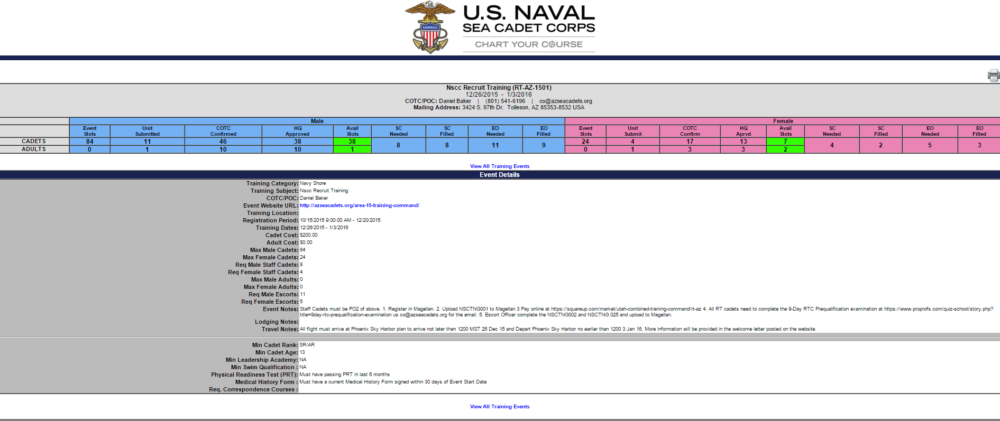 U.S. NAVAL
SEA CADET CORPS
CHART YOUR COURSE
USNSCC
Nscc Recruit Training (RT-AZ-1501)
12/26/2015 - 1/3/2016
COTC/POC: Daniel Baker | (801) 541-6196 | co@azseacadets.org
Mailing Address: 3424 S. 97th Dr. Tolleson, AZ 85353-8532 USA
Male Female
Event Slots Unit Submitted COTC Confirmed HQ Approved Avail Slots SC Needed SC Filled EO Needed EO Filled Event Slots Unit Submit COTC Confirm HQ Aprvd Avail Slots SC Needed SC Filled EO Needed EO Filled
CADETS 84 11 46 38 38 8 8 11 9 24 4 17 13 7 4 2 5 3
ADULTS 0 1 10 10 1 0 1 3 3 2
View All Training Events
Event Details
Training Category: Navy Shore
Training Subject: Nscc Recruit Training
COTC/POC: Daniel Baker
Event Website URL: http://azseacadets.org/area-15-training-command/
Training Location:
Registration Period: 10/15/2015 9:00:00 AM - 12/20/2015
Training Dates: 12/26/2015 - 1/3/2016
Cadet Cost: $200.00
Adult Cost: $0.00
Max Male Cadets: 84
Max Female Cadets: 24
Req Male Staff Cadets: 8
Req Female Staff Cadets: 4
Max Male Adults: 0
Max Female Adults: 0
Req Male Escorts: 11
Req Female Escorts: 5
Event Notes: Staff Cadets must be PO2 of above. 1. Register in Magellan. 2. Upload NSCTNG001 to Magellan 3 Pay online at https://squareup.com/market/utah-combined-training-command/rt-az 4. All RT cadets need to complete the 9-Day RTC Prequalification examination at https://www.proprofs.com/quiz-school/story.php?
title=9day-rtc-prequalification-examination us co@azseacadets.org for the email. 5. Escort Officer complete the NSCTNG002 and NSCTNG 025 and upload to Magellan.
Lodging Notes:
Travel Notes: All flight must arrive at Phoenix Sky Harbor plan to arrive not later than 1200 MST 26 Dec 15 and Depart Phoenix Sky Harbor no earlier than 1200 3 Jan 16. More information will be provided in the welcome letter posted on the website.
Min Cadet Rank: SR/AR
Min Cadet Age: 13
Min Leadership Academy: NA
Min Swim Qualification : NA
Physical Readiness Test (PRT): Must have passing PRT in last 6 months
Medical History Form : Must have a current Medical History Form signed within 30 days of Event Start Date
Req. Correspondence Courses :
View All Training Events